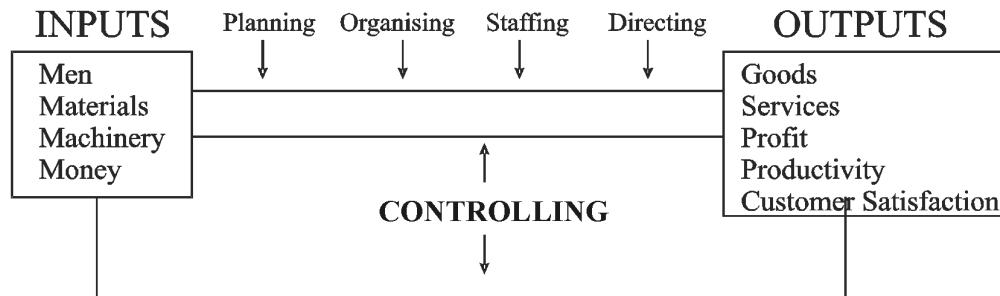 INPUTS Planning Organising Staffing Directing OUTPUTS
Men
Materials
Machinery
Money
Goods
Services
Profit
Productivity
Customer Satisfaction
CONTROLLING